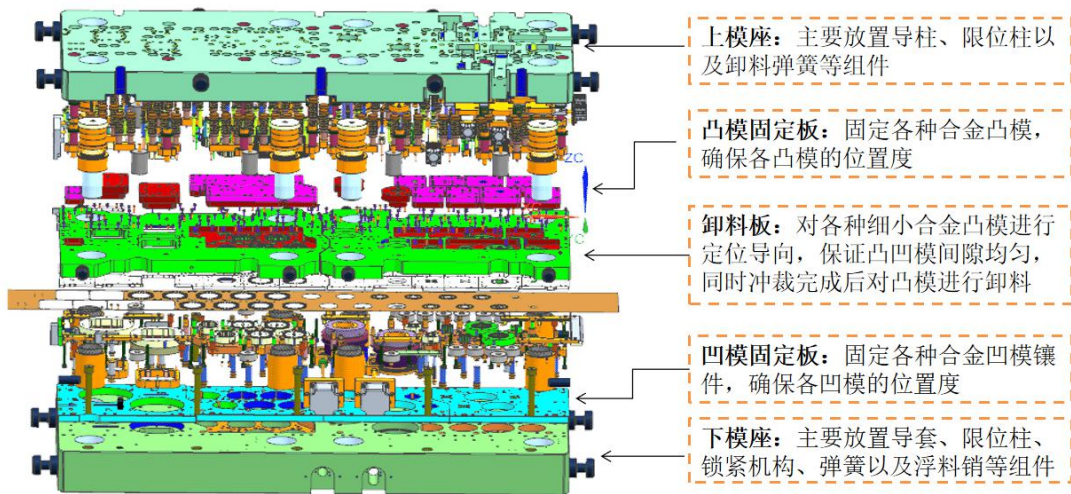 上模座：主要放置导柱、限位柱以
及卸料弹簧等组件
凸模固定板：固定各种合金凸模，
确保各凸模的位置度
ZC
卸料板：对各种细小合金凸模进行
定位导向，保证凸凹模间隙均匀，
同时冲裁完成后对凸模进行卸料
凹模固定板：固定各种合金凹模镶
件，确保各凹模的位置度
下模座：主要放置导套、限位柱、
锁紧机构、弹簧以及浮料销等组件